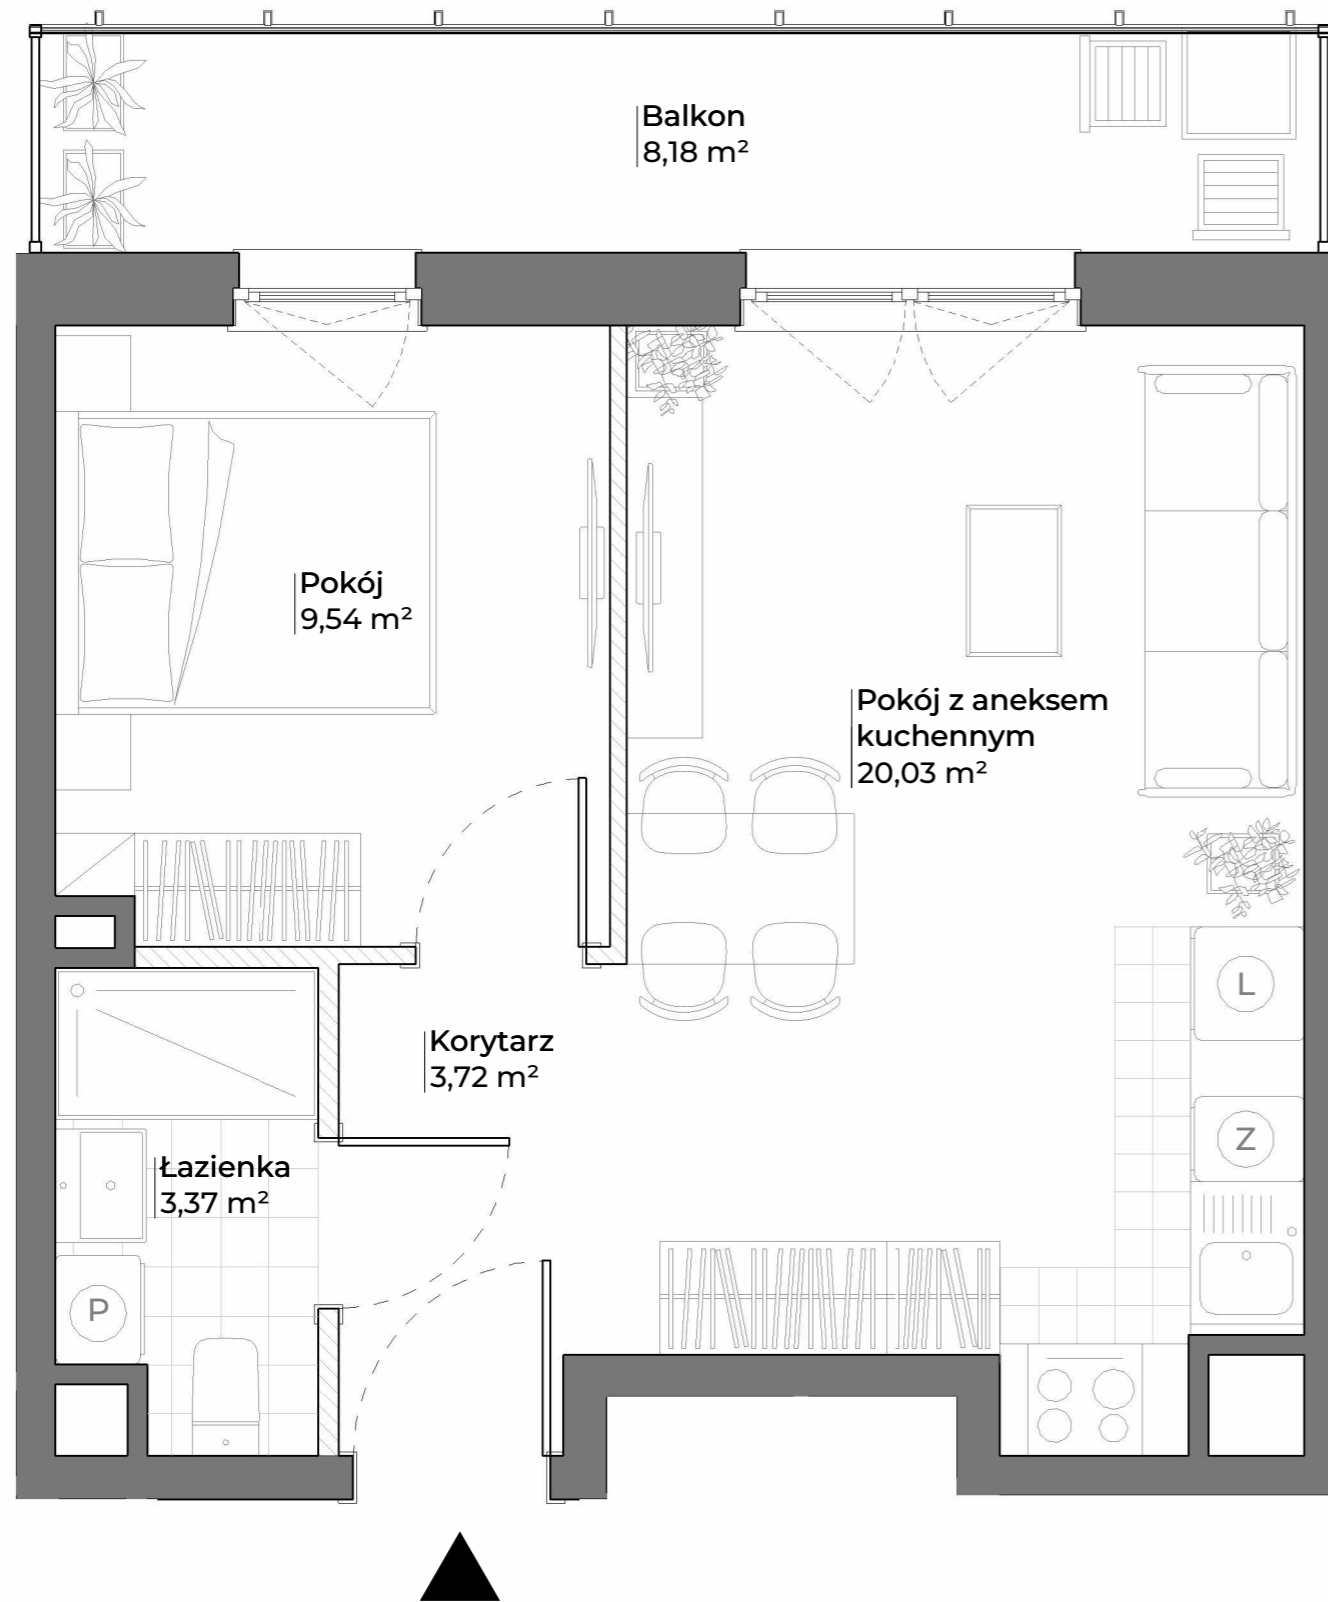 Balkon
8,18 m²
Pokój
9,54 m²
Pokój z aneksem
kuchennym
20,03 m²
L
Korytarz
3,72 m²
Z
Łazienka
3,37 m²
P